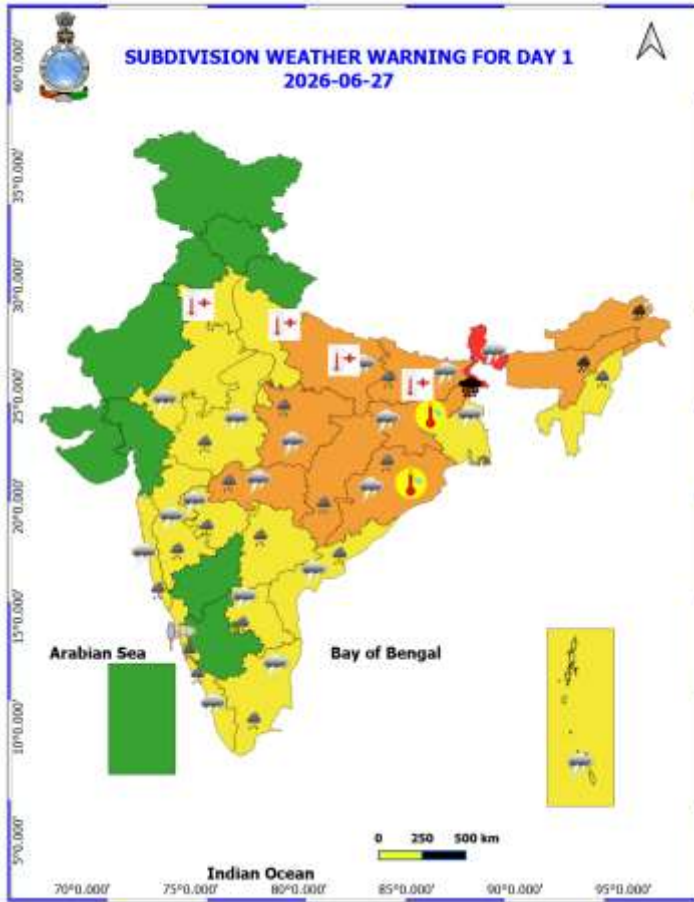 SUBDIVISION WEATHER WARNING FOR DAY 1
2026-06-27
40°0.000'
35°0.000'
30°0.000'
25°0.000'
20°0.000'
15°0.000'
10°0.000'
5°0.000'
Arabian Sea
Bay of Bengal
0 250 500 km
Indian Ocean
70°0.000' 75°0.000' 80°0.000' 85°0.000' 90°0.000' 95°0.000'